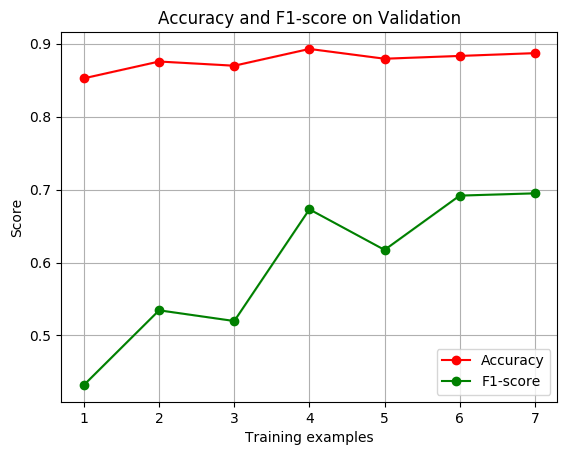 Accuracy and F1-score on Validation
0.9
0.8
0.7
0.6
0.5
Score
1 2 3 4 5 6 7
Training examples
Accuracy
F1-score